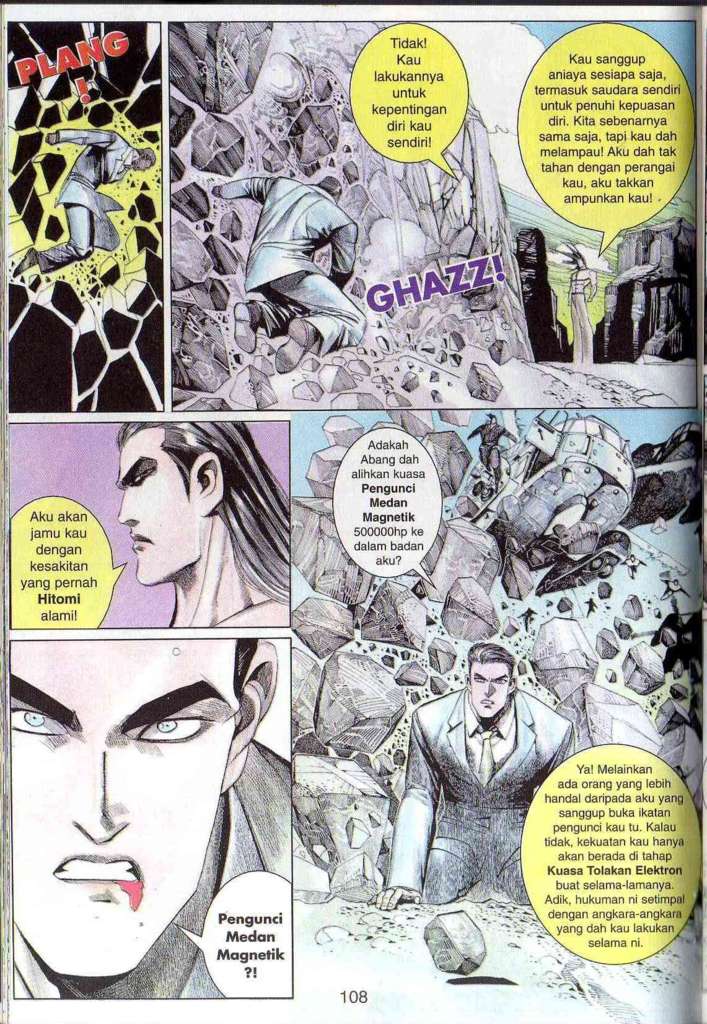 PLANG
!
Tidak!
Kau
lakukannya
untuk
kepentingan
diri kau
sendiri!
Kau sanggup
aniaya sesiapa saja,
termasuk saudara sendiri
untuk penuhi kepuasan
diri. Kita sebenarnya
sama saja, tapi kau dah
melampau! Aku dah tak
tahan dengan perangai
kau, aku takkan
ampunkan kau!
GHAZZ!
Aku akan
jamu kau
dengan
kesakitan
yang pernah
Hitomi
alami!
Adakah
Abang dah
alihkan kuasa
Pengunci
Medan
Magnetik
500000hp ke
dalam badan
aku?
Pengunci
Medan
Magnetik
?!
Ya! Melainkan
ada orang yang lebih
handal daripada aku yang
sanggup buka ikatan
pengunci kau tu. Kalau
tidak, kekuatan kau hanya
akan berada di tahap
Kuasa Tolakan Elektron
buat selama-lamanya.
Adik, hukuman ni setimpal
dengan angkara-angkara
yang dah kau lakukan
selama ni.
108